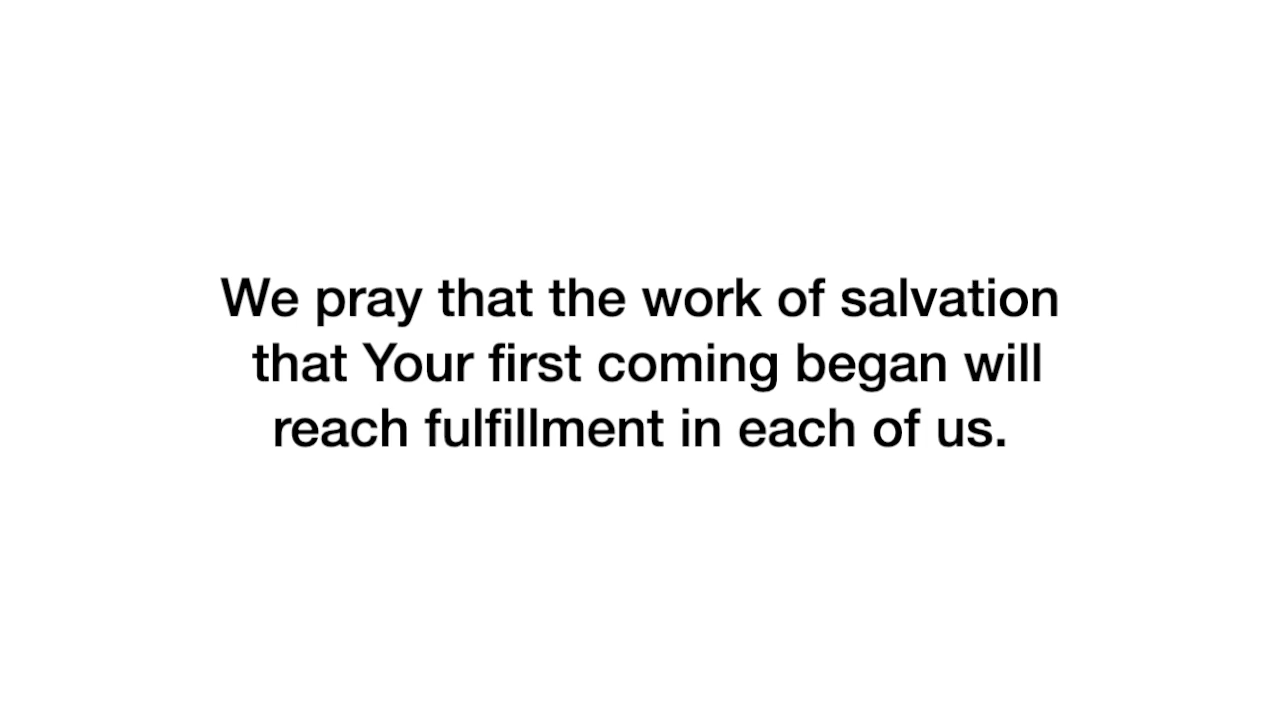 We pray that the work of salvation
that Your first coming began will
reach fulfillment in each of us.